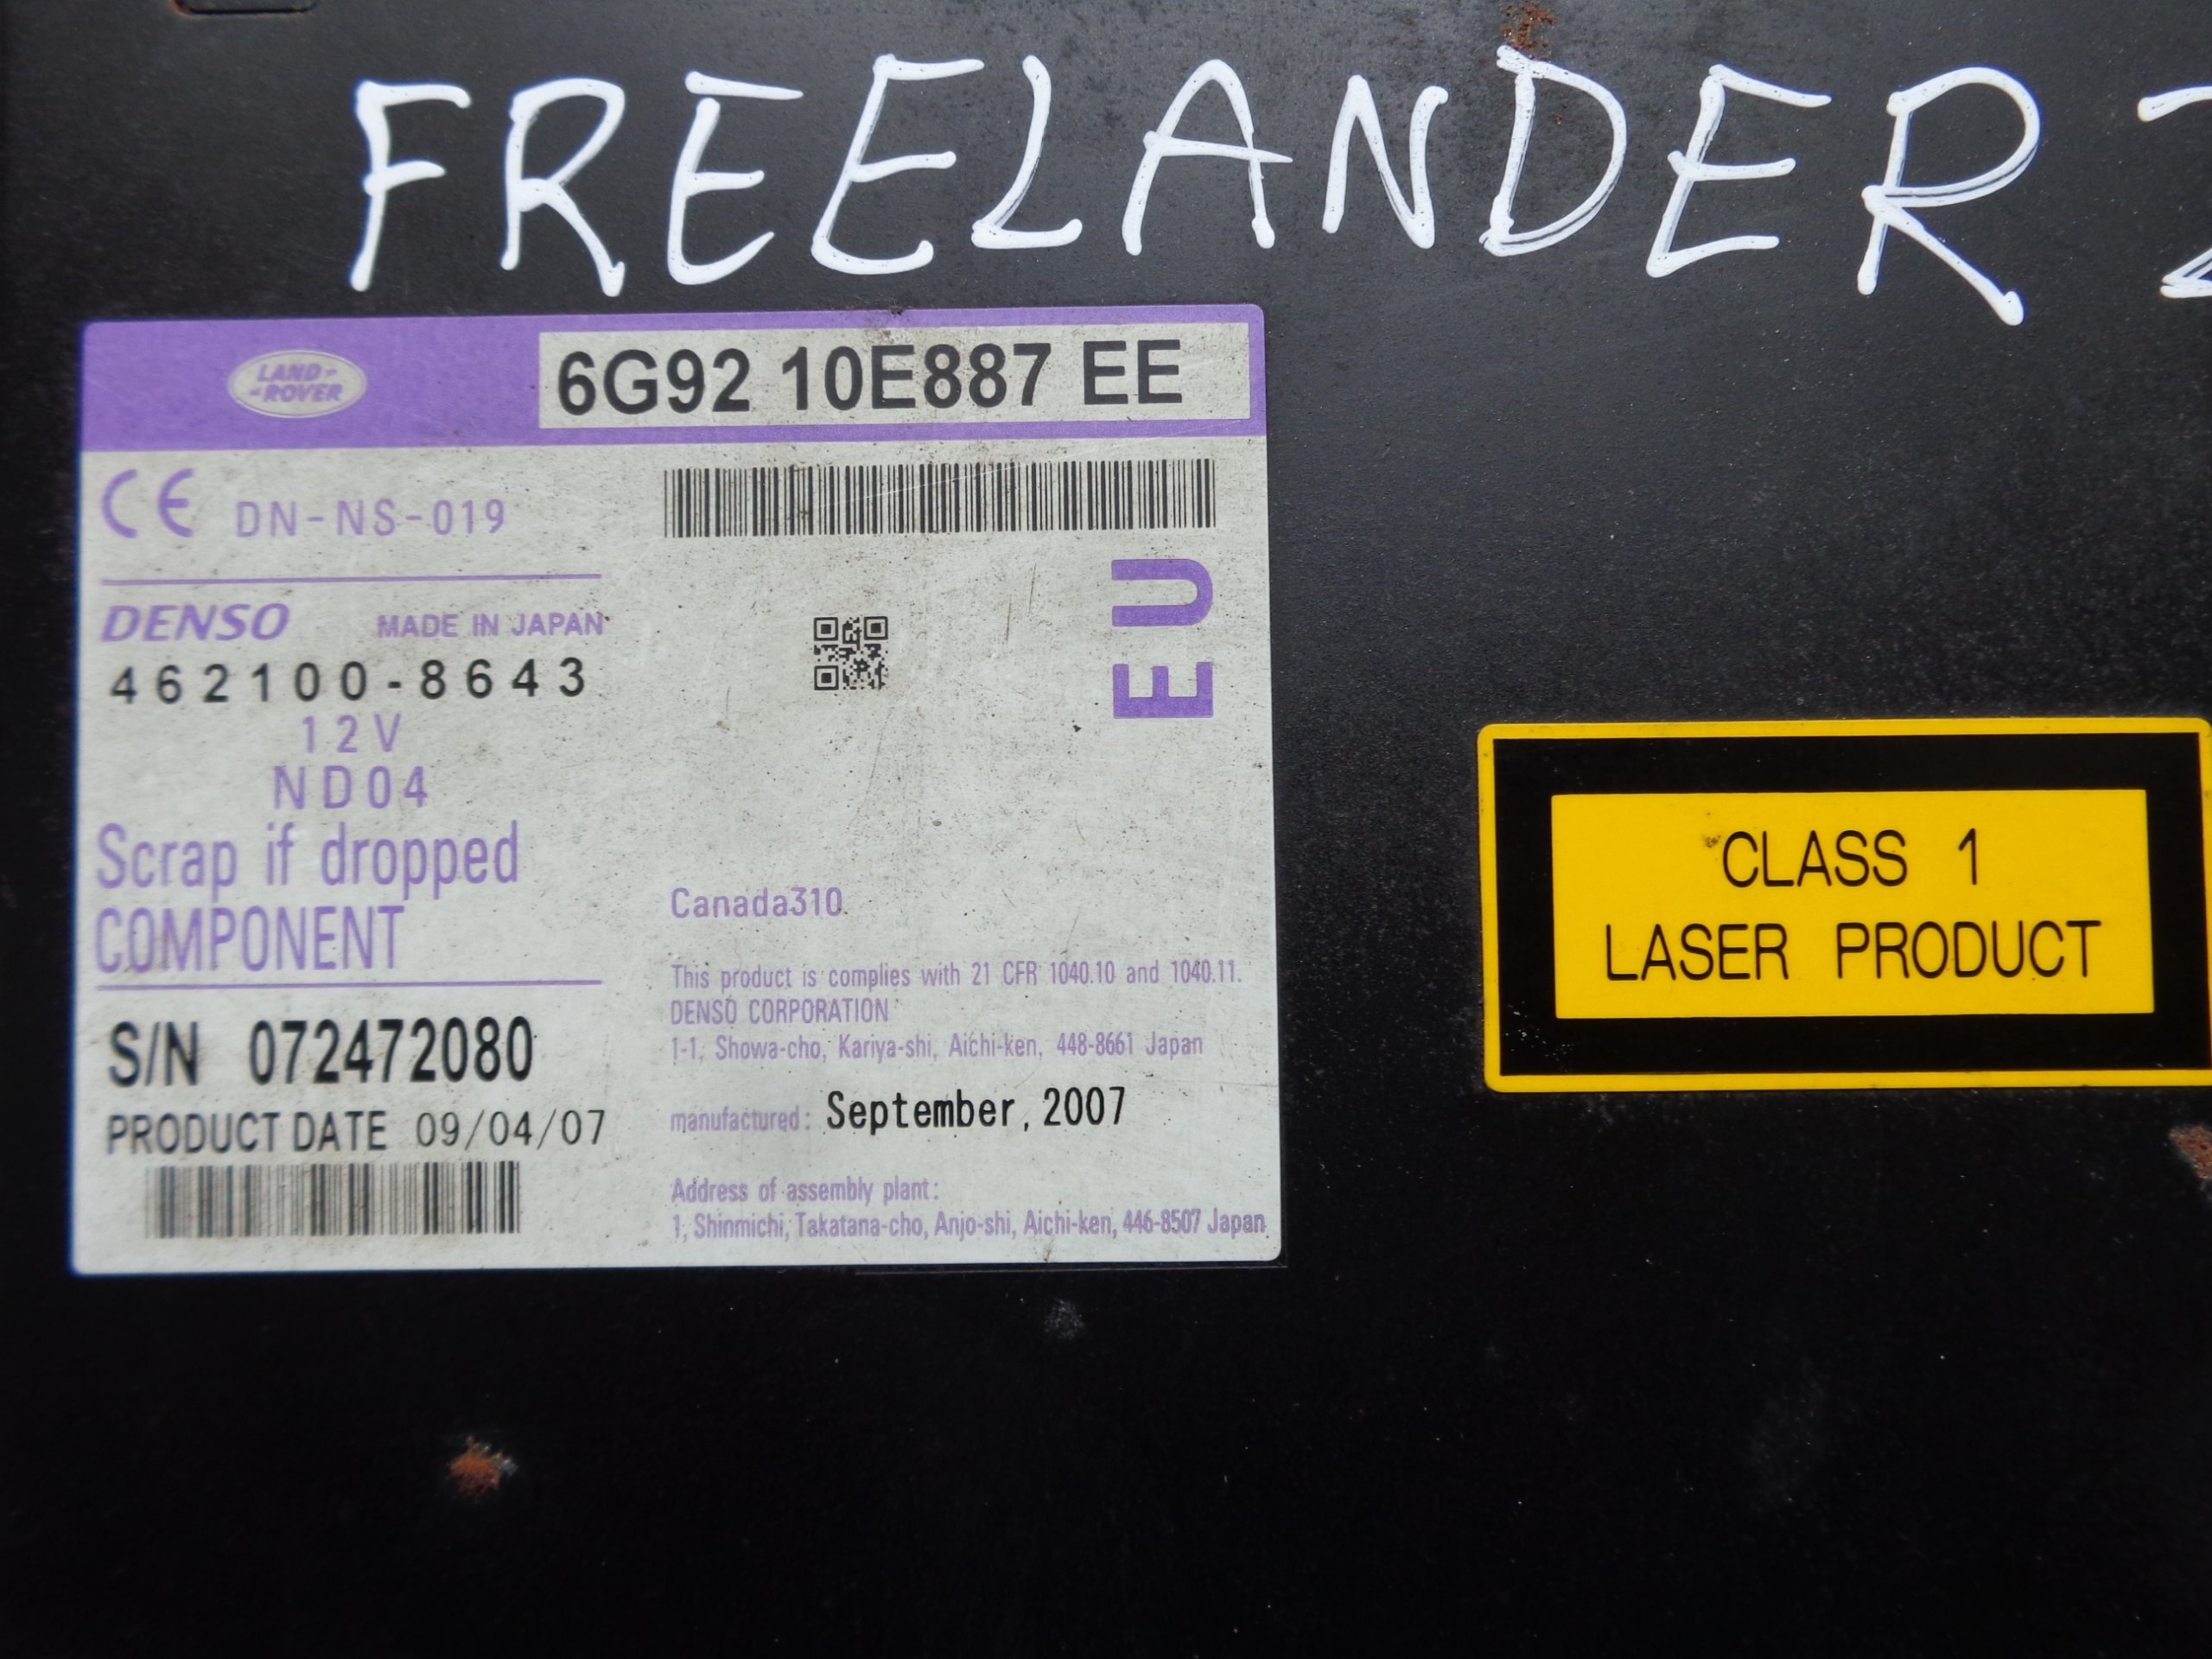 FREELANDER 2
LAND-
-ROVER
6G92 10E887 EE
CE DN-NS-019
EU
DENSO MADE IN JAPAN
462100-8643
12V
ND04
Scrap if dropped
COMPONENT
S/N 072472080
PRODUCT DATE 09/04/07
Canada310
This product is complies with 21 CFR 1040.10 and 1040.11.
DENSO CORPORATION
1-1, Showa-cho, Kariya-shi, Aichi-ken, 448-8661 Japan
manufactured: September, 2007
Address of assembly plant:
1, Shinmichi, Takatana-cho, Anjo-shi, Aichi-ken, 446-8507 Japan
CLASS 1
LASER PRODUCT